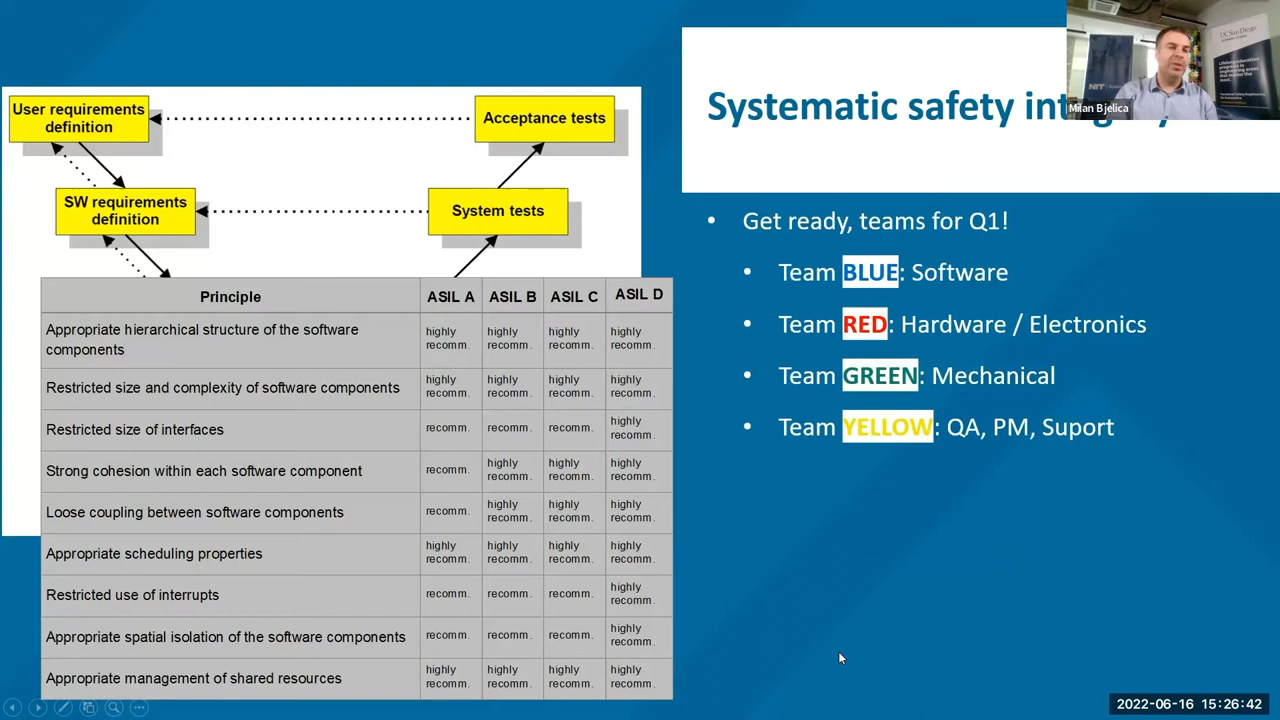 User requirements
definition
Acceptance tests
SW requirements
definition
System tests
Principle ASIL A ASIL B ASIL C ASIL D
Appropriate hierarchical structure of the software
components
highly
recomm.
highly
recomm.
highly
recomm.
highly
recomm.
Restricted size and complexity of software components
highly
recomm.
highly
recomm.
highly
recomm.
highly
recomm.
Restricted size of interfaces
recomm.
recomm.
recomm.
highly
recomm.
Strong cohesion within each software component
recomm.
highly
recomm.
highly
recomm.
highly
recomm.
Loose coupling between software components
recomm.
highly
recomm.
highly
recomm.
highly
recomm.
Appropriate scheduling properties
highly
recomm.
highly
recomm.
highly
recomm.
highly
recomm.
Restricted use of interrupts
recomm.
recomm.
recomm.
highly
recomm.
Appropriate spatial isolation of the software components
recomm.
recomm.
recomm.
highly
recomm.
Appropriate management of shared resources
highly
recomm.
highly
recomm.
highly
recomm.
highly
recomm.
Systematic safety
• Get ready, teams for Q1!
• Team BLUE: Software
• Team RED: Hardware / Electronics
• Team GREEN: Mechanical
• Team YELLOW: QA, PM, Suport
Milan Bjelica
NIT
UC San Diego
2022-06-16 15:26:42